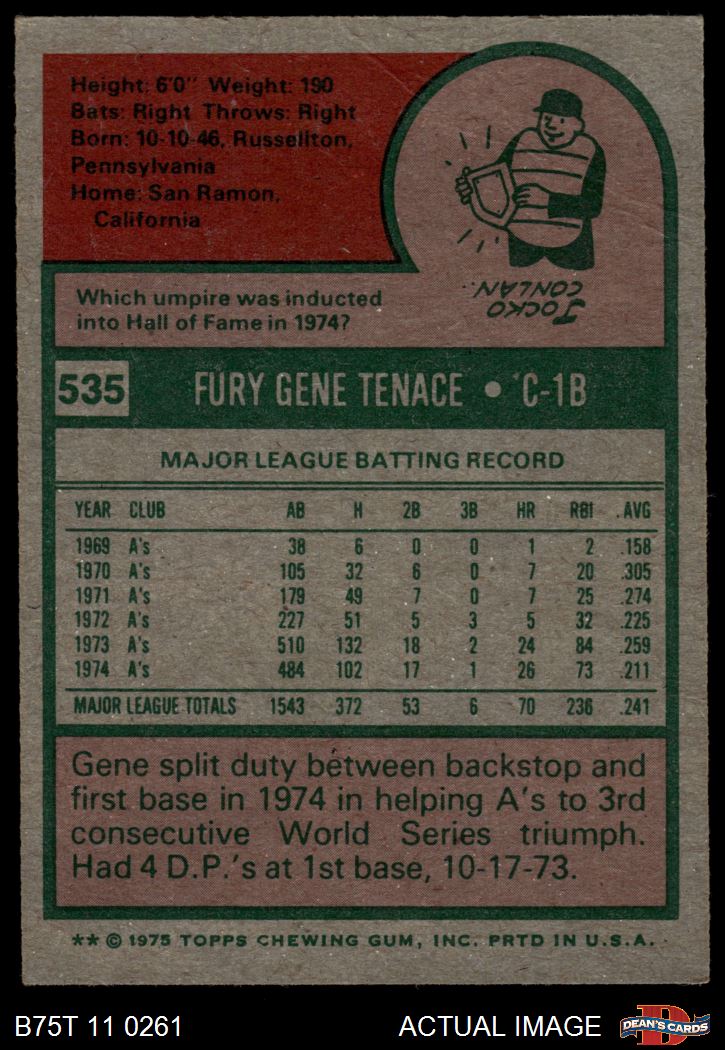 Height: 6'0" Weight: 190
Bats: Right Throws: Right
Born: 10-10-46, Russellton,
Pennsylvania
Home: San Ramon,
California
Which umpire was inducted
into Hall of Fame in 1974?
JOCKO
CONLAN..
535 FURY GENE TENACE • C-1B
MAJOR LEAGUE BATTING RECORD
YEAR CLUB AB H 2B 3B HR RBI .AVG
1969 A's 38 6 0 0 1 2 .158
1970 A's 105 32 6 0 7 20 .305
1971 A's 179 49 7 0 7 25 .274
1972 A's 227 51 5 3 5 32 .225
1973 A's 510 132 18 2 24 84 .259
1974 A's 484 102 17 1 26 73 .211
MAJOR LEAGUE TOTALS 1543 372 53 6 70 236 .241
Gene split duty between backstop and
first base in 1974 in helping A's to 3rd
consecutive World Series triumph.
Had 4 D.P.'s at 1st base, 10-17-73.
** © 1975 TOPPS CHEWING GUM, INC. PRTD IN U.S.A.
B75T 11 0261 ACTUAL IMAGE D DEAN'S CARDS